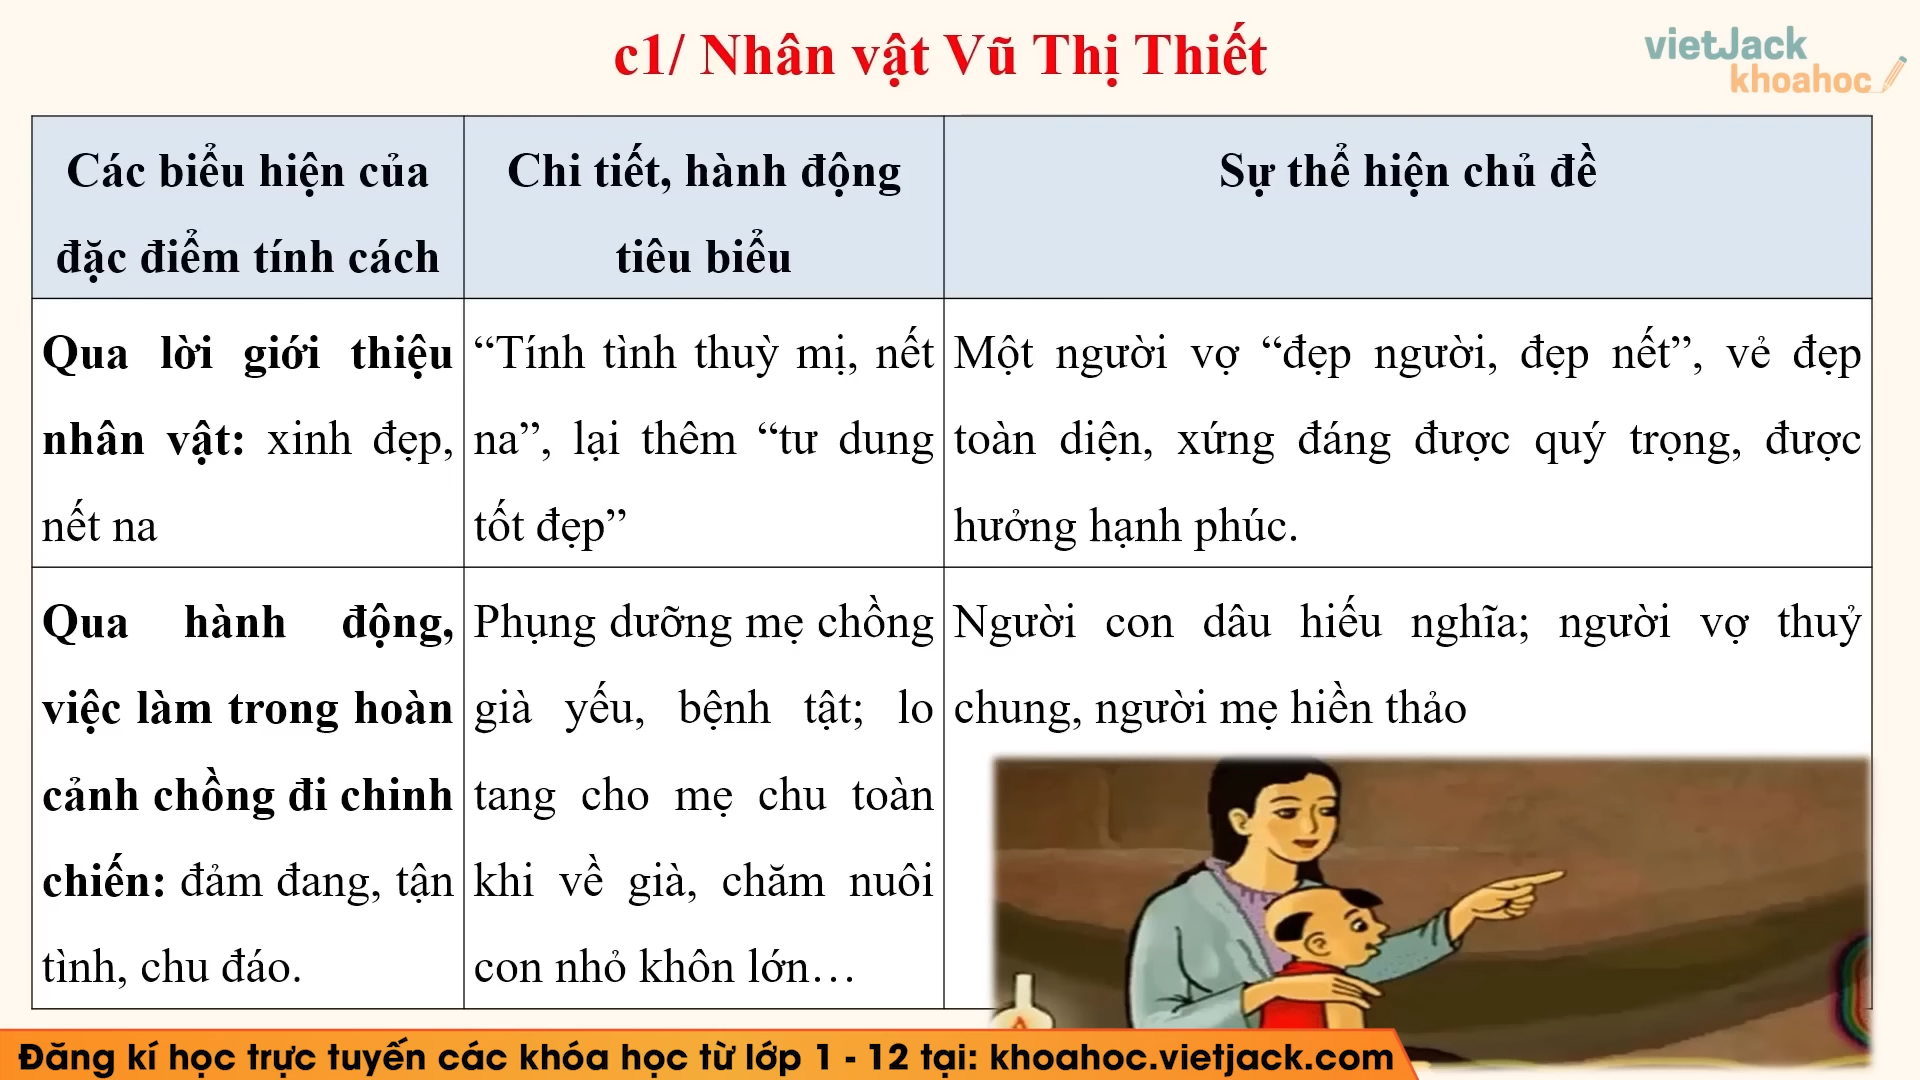 c1/ Nhân vật Vũ Thị Thiết
vietJack
khoahoc
Các biểu hiện của
đặc điểm tính cách
Chi tiết, hành động
tiêu biểu
Sự thể hiện chủ đề
Qua lời giới thiệu
nhân vật: xinh đẹp,
nết na
“Tính tình thuỳ mị, nết
na”, lại thêm “tư dung
tốt đẹp”
Một người vợ “đẹp người, đẹp nết”, vẻ đẹp
toàn diện, xứng đáng được quý trọng, được
hưởng hạnh phúc.
Qua hành động,
việc làm trong hoàn
cảnh chồng đi chinh
chiến: đảm đang, tận
tình, chu đáo.
Phụng dưỡng mẹ chồng
già yếu, bệnh tật; lo
tang cho mẹ chu toàn
khi về già, chăm nuôi
con nhỏ khôn lớn…
Người con dâu hiếu nghĩa; người vợ thuỷ
chung, người mẹ hiền thảo
Đăng kí học trực tuyến các khóa học từ lớp 1 - 12 tại: khoahoc.vietjack.com